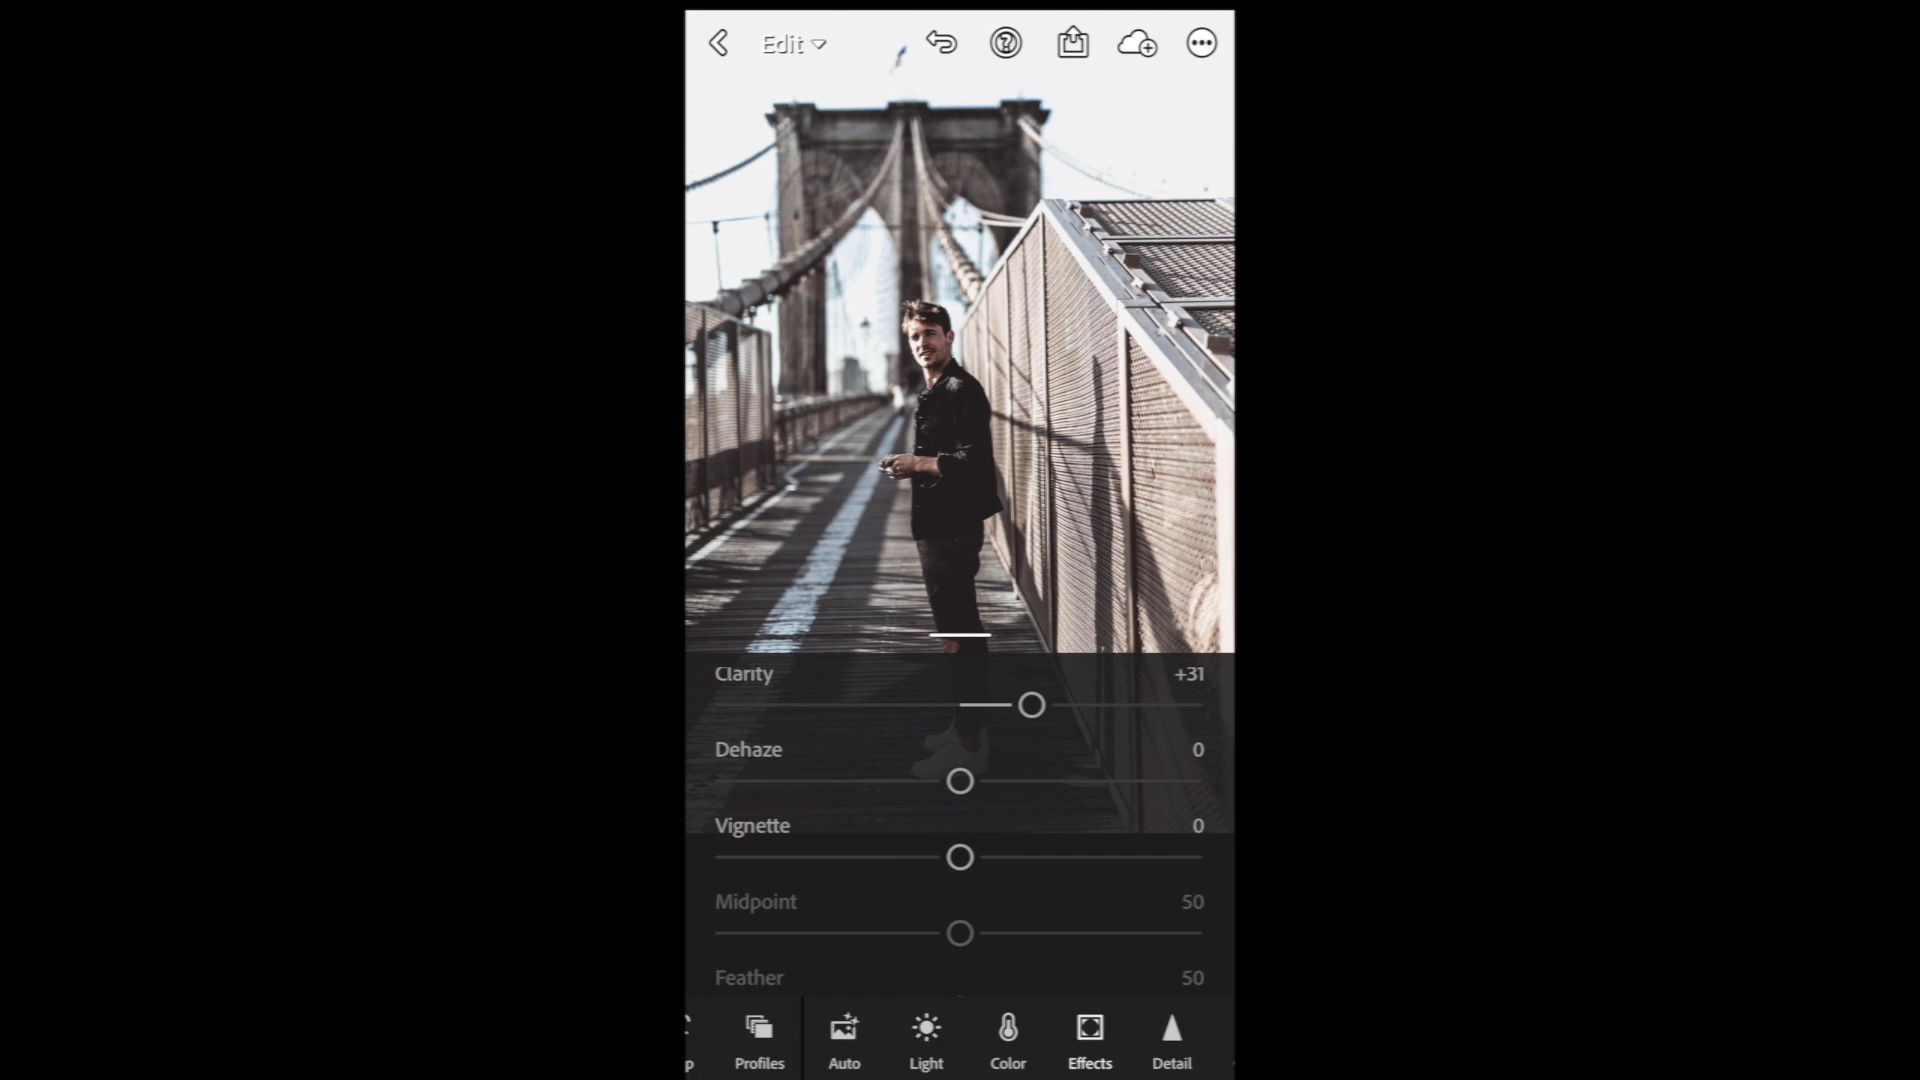 Edit
Clarity +31
Dehaze 0
Vignette 0
Midpoint 50
Feather 50
p Profiles Auto Light Color Effects Detail